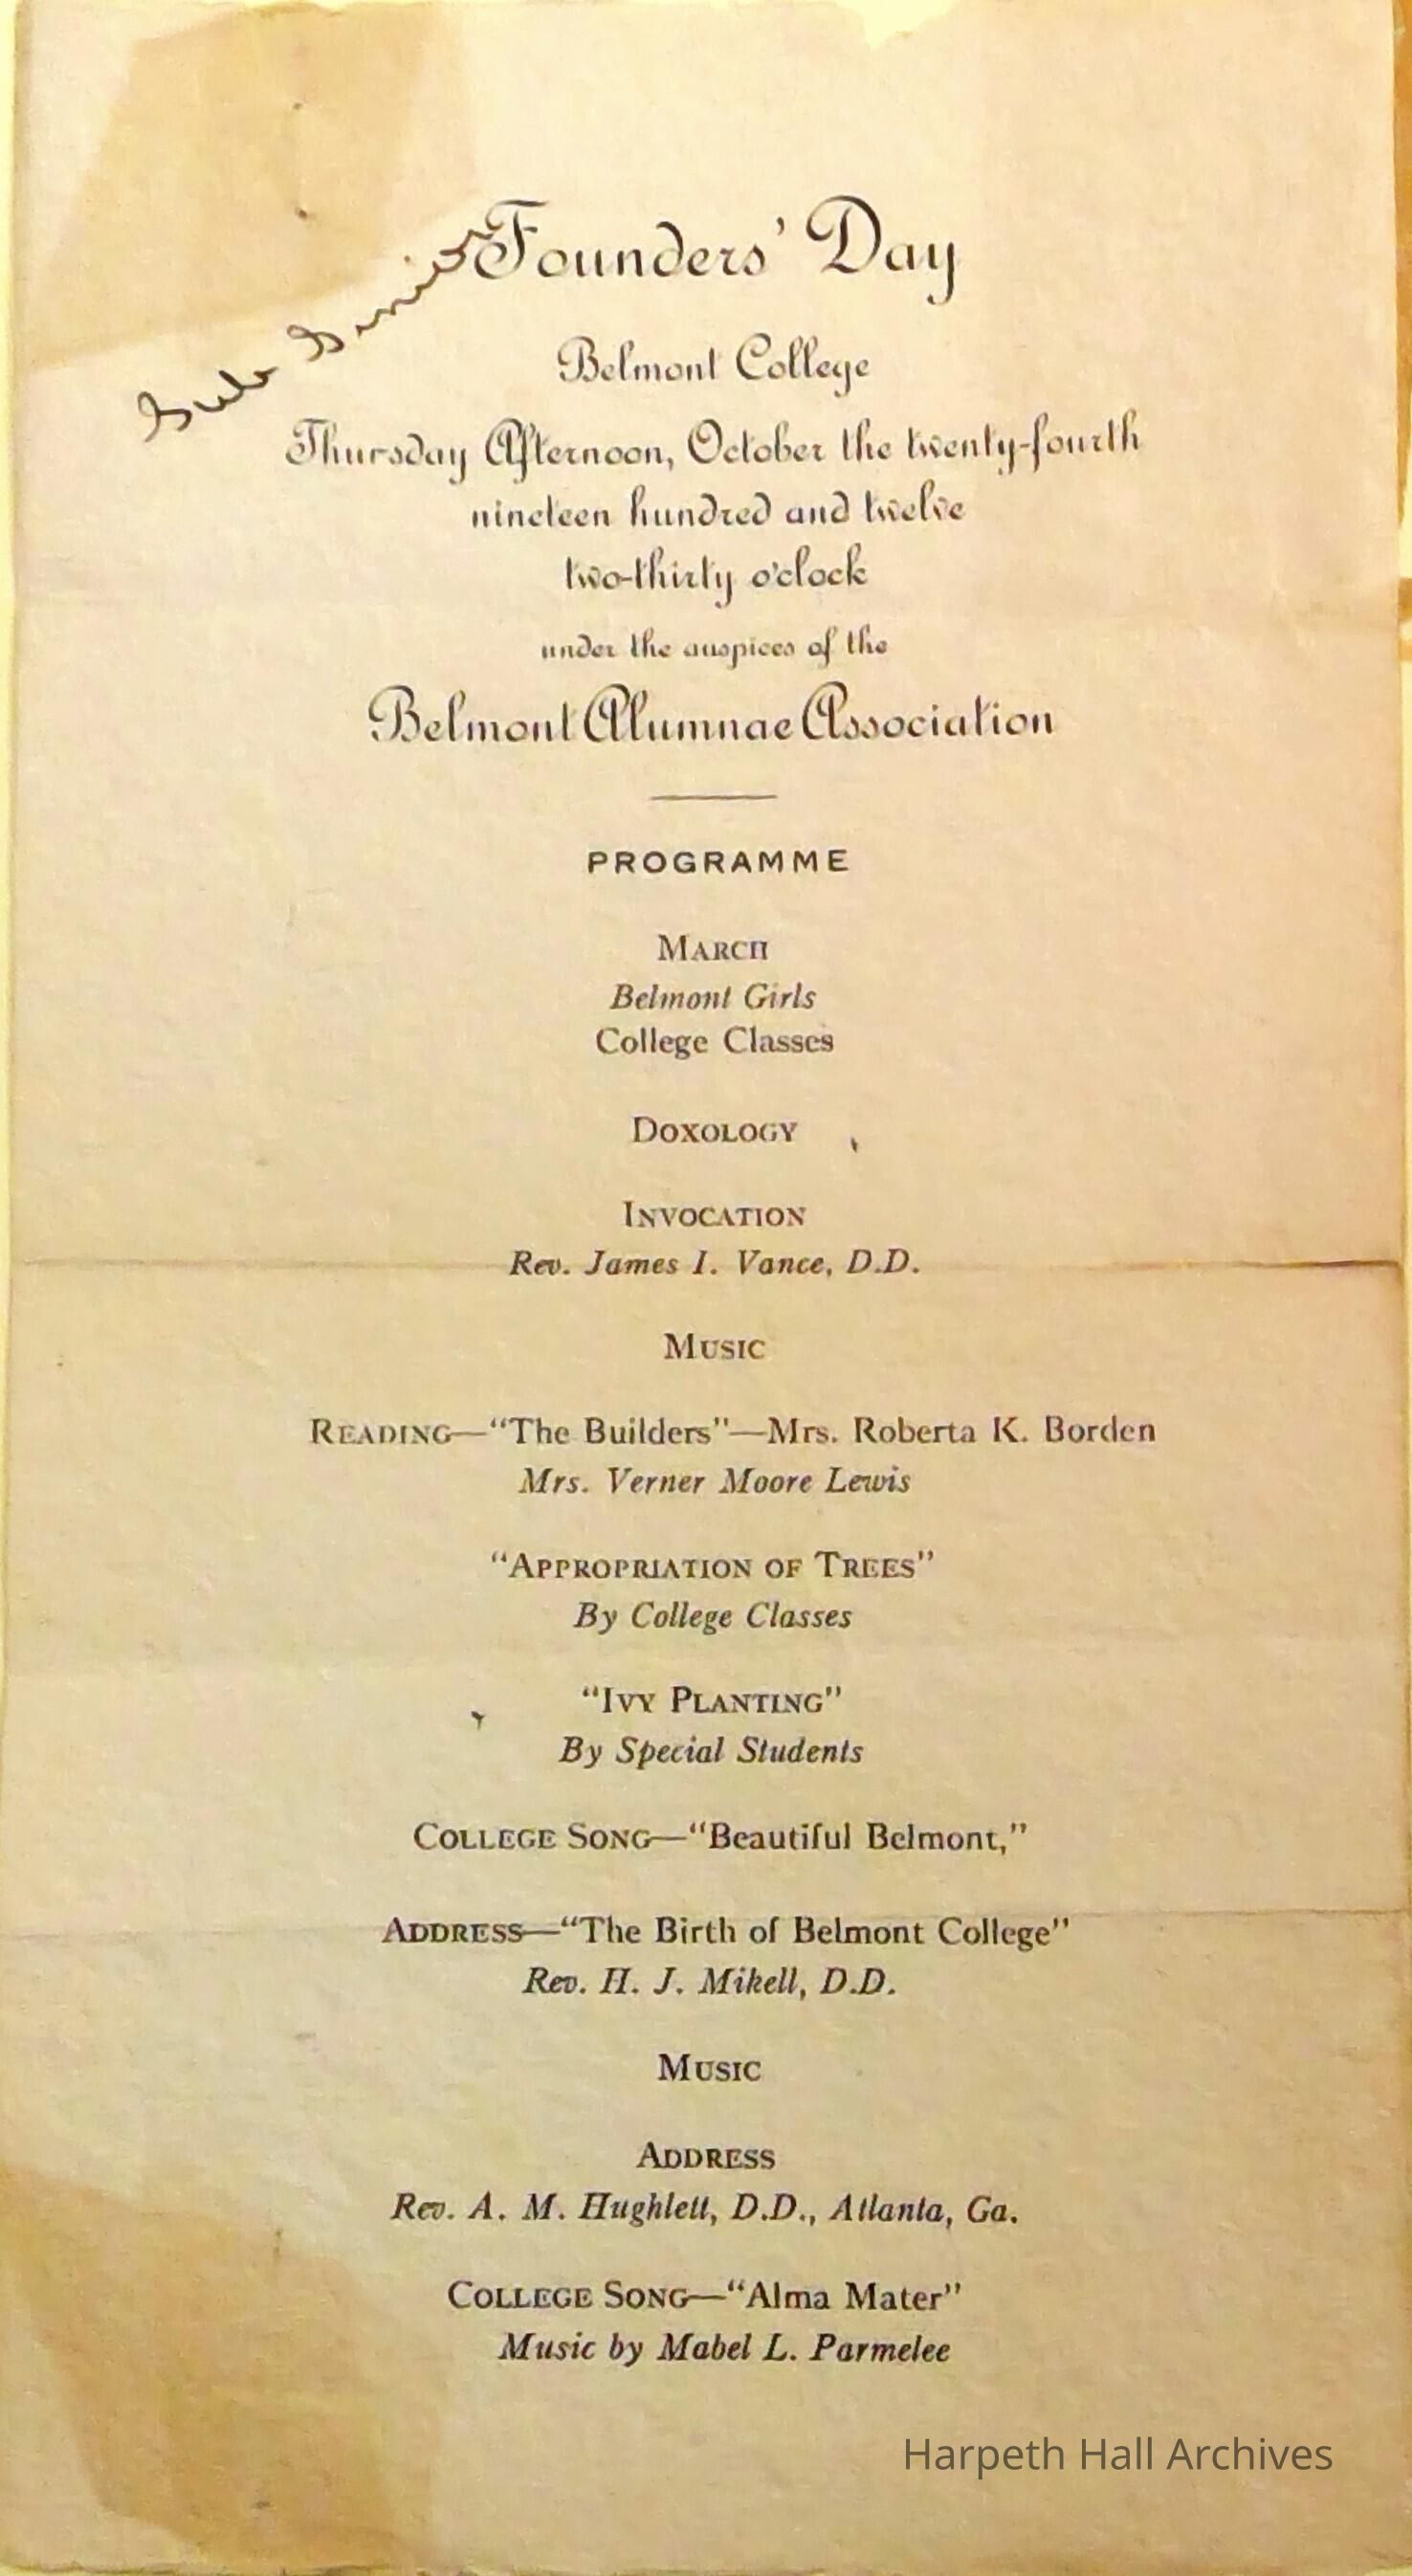 Sub Senior
Founders' Day
Belmont College
Thursday Afternoon, October the twenty-fourth
nineteen hundred and twelve
two-thirty o'clock
under the auspices of the
Belmont Alumnae Association
PROGRAMME
MARCH
Belmont Girls
College Classes
DOXOLOGY
INVOCATION
Rev. James I. Vance, D.D.
MUSIC
READING—"The Builders"—Mrs. Roberta K. Borden
Mrs. Verner Moore Lewis
"APPROPRIATION OF TREES"
By College Classes
"IVY PLANTING"
By Special Students
COLLEGE SONG—"Beautiful Belmont,"
ADDRESS—"The Birth of Belmont College"
Rev. H. J. Mikell, D.D.
MUSIC
ADDRESS
Rev. A. M. Hughlett, D.D., Atlanta, Ga.
COLLEGE SONG—"Alma Mater"
Music by Mabel L. Parmelee
Harpeth Hall Archives